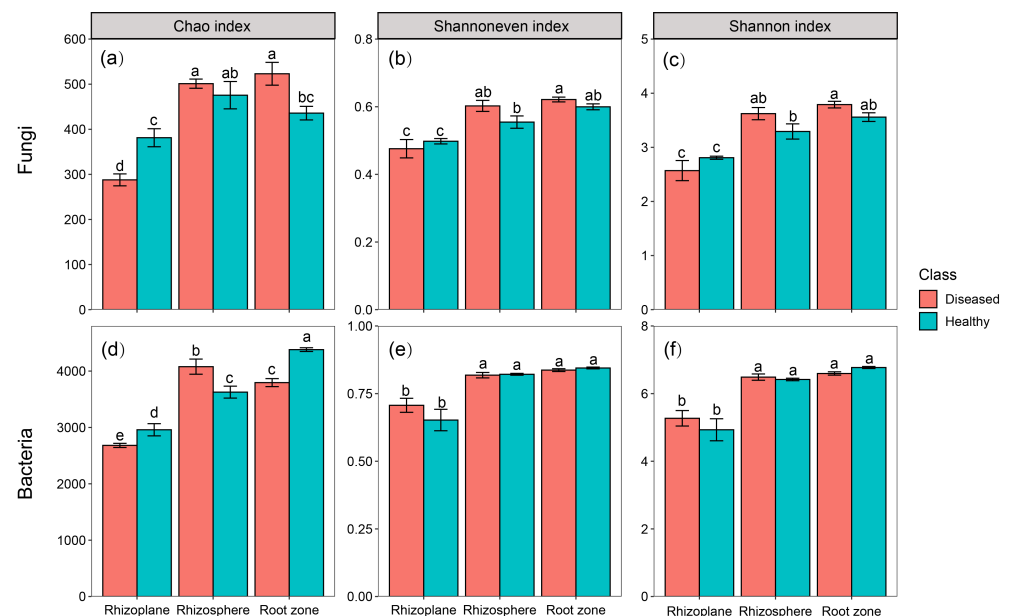 Chao index
Shannoneven index
Shannon index
Fungi
600
500
400
300
200
100
0
(a)
d
c
a
ab
a
bc
0.8
0.6
0.4
0.2
0.0
(b)
c
c
ab
b
a
ab
5
4
3
2
1
0
(c)
c
c
ab
b
a
ab
Class
Diseased
Healthy
Bacteria
4000
3000
2000
1000
0
(d)
e
d
b
c
c
a
1.00
0.75
0.50
0.25
0.00
(e)
b
b
a
a
a
a
8
6
4
2
0
(f)
b
b
a
a
a
a
Rhizoplane Rhizosphere Root zone
Rhizoplane Rhizosphere Root zone
Rhizoplane Rhizosphere Root zone